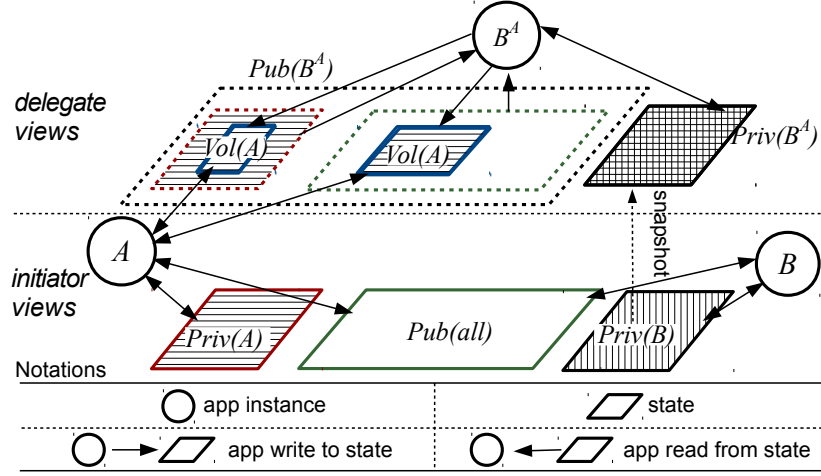 B^A
Pub(B^A)
delegate
views
Vol(A)
Vol(A)
Priv(B^A)
snapshot
A
B
initiator
views
Priv(A)
Pub(all)
Priv(B)
Notations
app instance
state
app write to state
app read from state